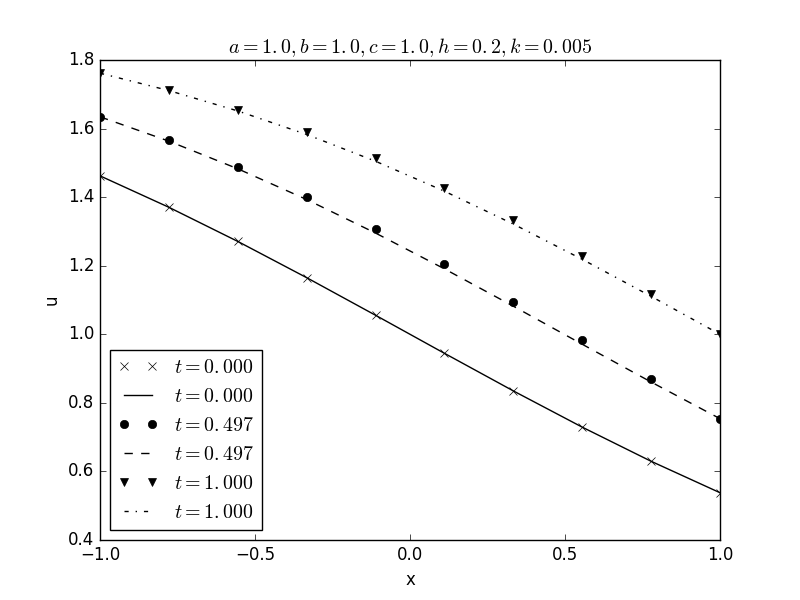 a = 1.0, b = 1.0, c = 1.0, h = 0.2, k = 0.005
1.8
1.6
1.4
1.2
1.0
0.8
0.6
0.4
u
t = 0.000
t = 0.000
t = 0.497
t = 0.497
t = 1.000
t = 1.000
−1.0 −0.5 0.0 0.5 1.0
x